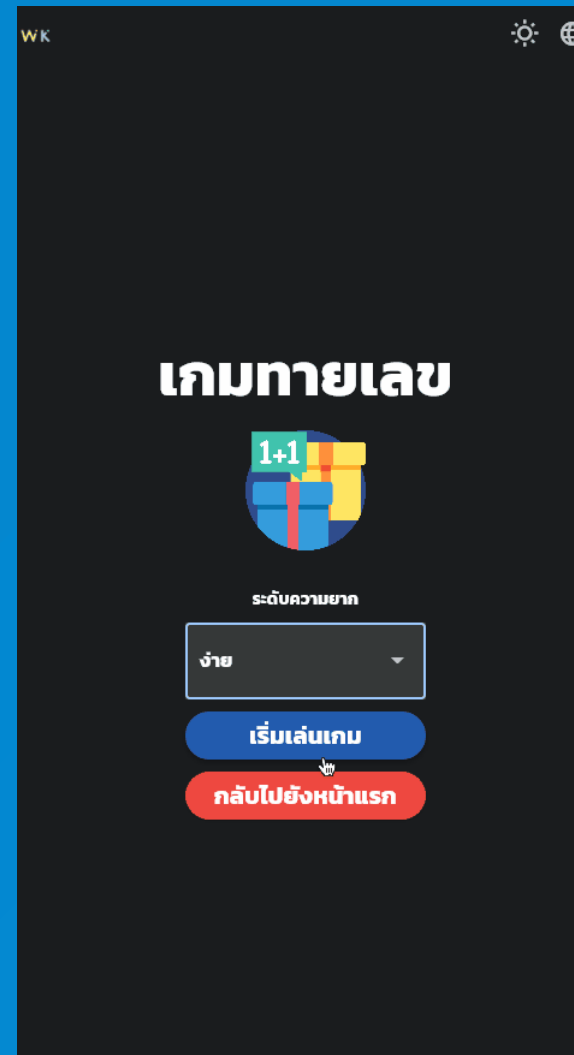 WK
เกมทายเลข
1+1
ระดับความยาก
ง่าย
เริ่มเล่นเกม
กลับไปยังหน้าแรก